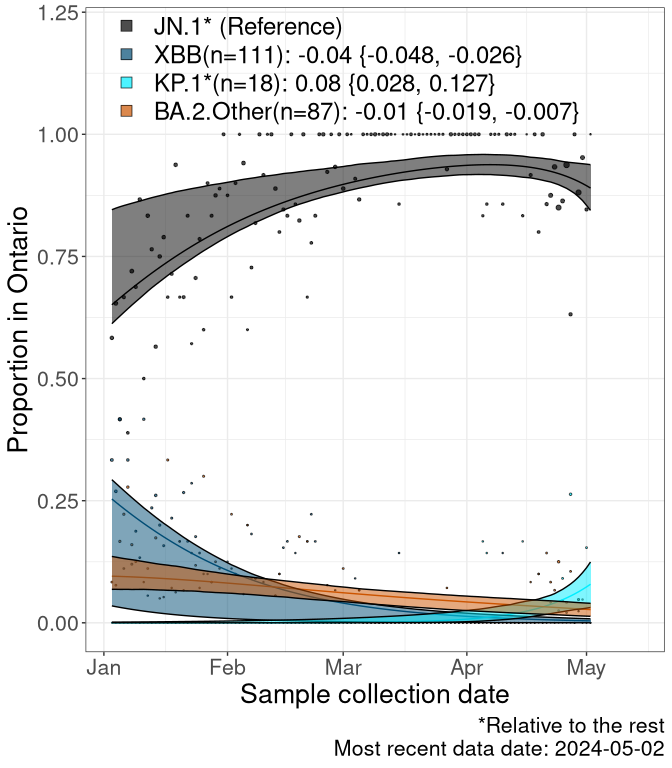 JN.1* (Reference)
XBB(n=111): -0.04 {-0.048, -0.026}
KP.1*(n=18): 0.08 {0.028, 0.127}
BA.2.Other(n=87): -0.01 {-0.019, -0.007}
1.25
1.00
0.75
0.50
0.25
0.00
Proportion in Ontario
Jan Feb Mar Apr May
Sample collection date
*Relative to the rest
Most recent data date: 2024-05-02